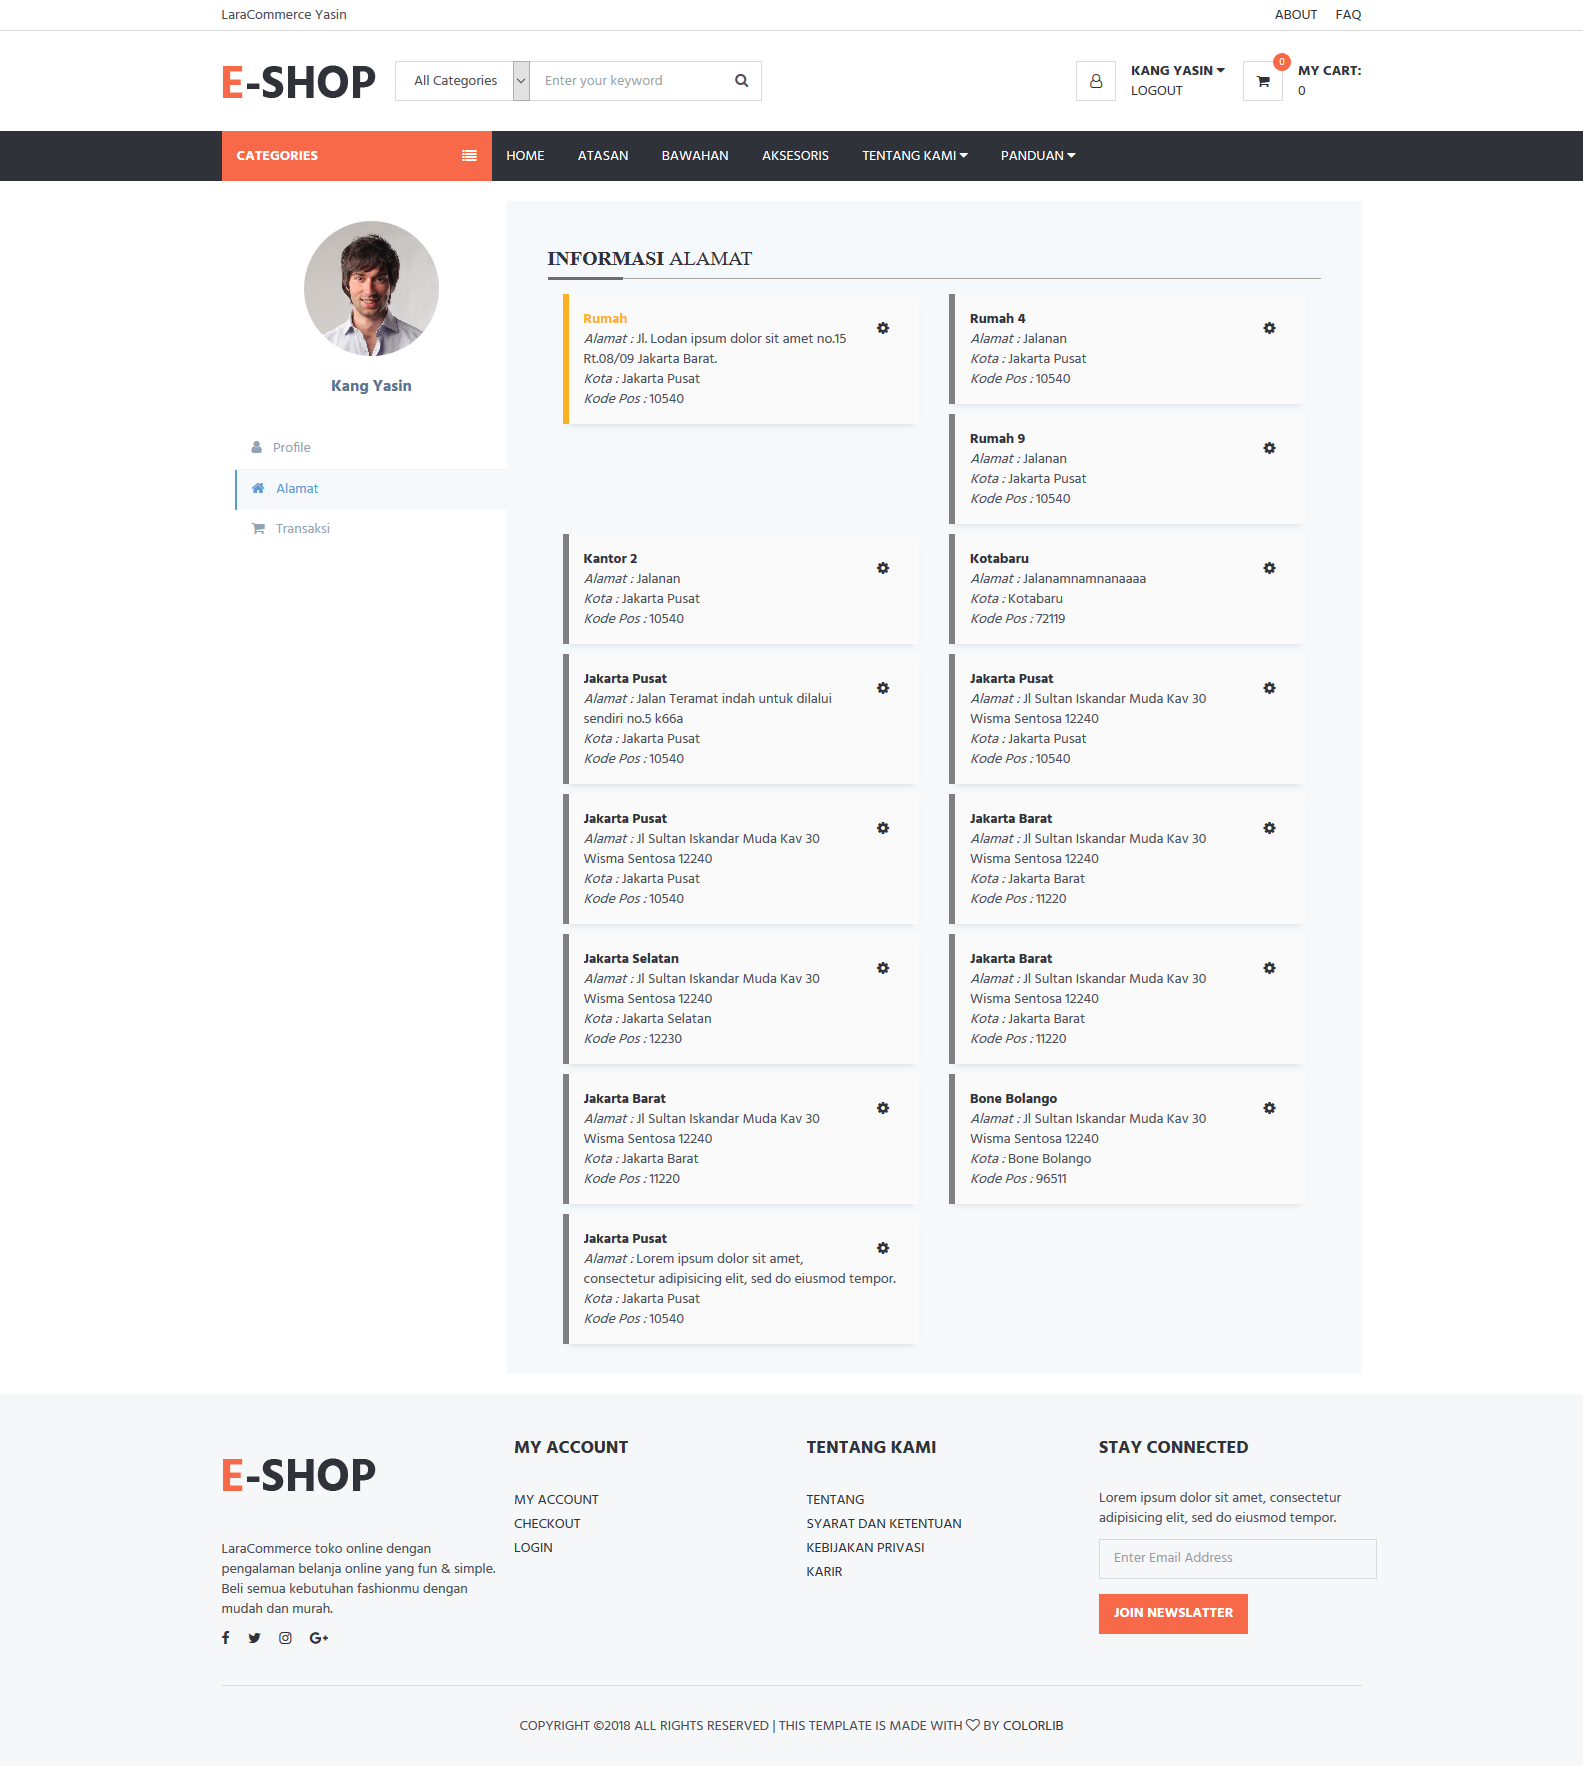 LaraCommerce Yasin
ABOUT FAQ
E-SHOP
All Categories
Enter your keyword
KANG YASIN
LOGOUT
0
MY CART:
0
CATEGORIES
HOME ATASAN BAWAHAN AKSESORIS TENTANG KAMI PANDUAN
Kang Yasin
Profile
Alamat
Transaksi
INFORMASI ALAMAT
Rumah
Alamat : Jl. Lodan ipsum dolor sit amet no.15
Rt.08/09 Jakarta Barat.
Kota : Jakarta Pusat
Kode Pos : 10540
Rumah 4
Alamat : Jalanan
Kota : Jakarta Pusat
Kode Pos : 10540
Rumah 9
Alamat : Jalanan
Kota : Jakarta Pusat
Kode Pos : 10540
Kantor 2
Alamat : Jalanan
Kota : Jakarta Pusat
Kode Pos : 10540
Kotabaru
Alamat : Jalanamnamnanaaaa
Kota : Kotabaru
Kode Pos : 72119
Jakarta Pusat
Alamat : Jalan Teramat indah untuk dilalui
sendiri no.5 k66a
Kota : Jakarta Pusat
Kode Pos : 10540
Jakarta Pusat
Alamat : Jl Sultan Iskandar Muda Kav 30
Wisma Sentosa 12240
Kota : Jakarta Pusat
Kode Pos : 10540
Jakarta Pusat
Alamat : Jl Sultan Iskandar Muda Kav 30
Wisma Sentosa 12240
Kota : Jakarta Pusat
Kode Pos : 10540
Jakarta Barat
Alamat : Jl Sultan Iskandar Muda Kav 30
Wisma Sentosa 12240
Kota : Jakarta Barat
Kode Pos : 11220
Jakarta Selatan
Alamat : Jl Sultan Iskandar Muda Kav 30
Wisma Sentosa 12240
Kota : Jakarta Selatan
Kode Pos : 12230
Jakarta Barat
Alamat : Jl Sultan Iskandar Muda Kav 30
Wisma Sentosa 12240
Kota : Jakarta Barat
Kode Pos : 11220
Jakarta Barat
Alamat : Jl Sultan Iskandar Muda Kav 30
Wisma Sentosa 12240
Kota : Jakarta Barat
Kode Pos : 11220
Bone Bolango
Alamat : Jl Sultan Iskandar Muda Kav 30
Wisma Sentosa 12240
Kota : Bone Bolango
Kode Pos : 96511
Jakarta Pusat
Alamat : Lorem ipsum dolor sit amet,
consectetur adipisicing elit, sed do eiusmod tempor.
Kota : Jakarta Pusat
Kode Pos : 10540
E-SHOP
LaraCommerce toko online dengan
pengalaman belanja online yang fun & simple.
Beli semua kebutuhan fashionmu dengan
mudah dan murah.
MY ACCOUNT
MY ACCOUNT
CHECKOUT
LOGIN
TENTANG KAMI
TENTANG
SYARAT DAN KETENTUAN
KEBIJAKAN PRIVASI
KARIR
STAY CONNECTED
Lorem ipsum dolor sit amet, consectetur
adipisicing elit, sed do eiusmod tempor.
Enter Email Address
JOIN NEWSLATTER
COPYRIGHT ©2018 ALL RIGHTS RESERVED | THIS TEMPLATE IS MADE WITH ♡ BY COLORLIB